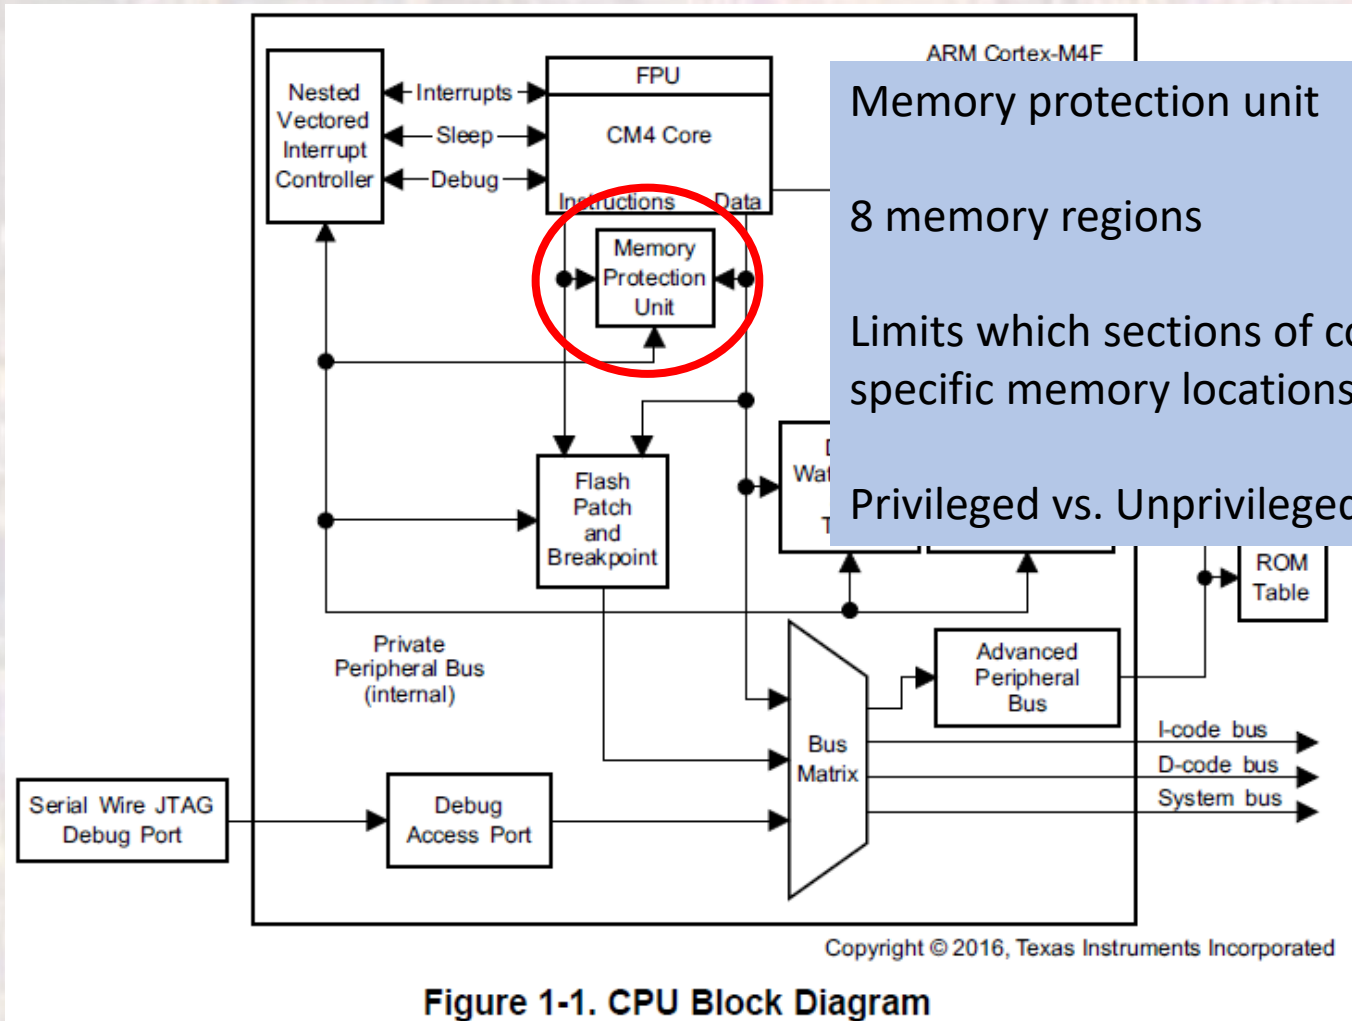 ARM Cortex-M4F
Nested
Vectored
Interrupt
Controller
Interrupts
Sleep
Debug
FPU
CM4 Core
Instructions Data
Memory
Protection
Unit
Memory protection unit
8 memory regions
Limits which sections of
specific memory locations
Privileged vs. Unprivileged
Flash
Patch
and
Breakpoint
ROM
Table
Private
Peripheral Bus
(internal)
Advanced
Peripheral
Bus
Bus
Matrix
I-code bus
D-code bus
System bus
Serial Wire JTAG
Debug Port
Debug
Access Port
Copyright © 2016, Texas Instruments Incorporated
Figure 1-1. CPU Block Diagram